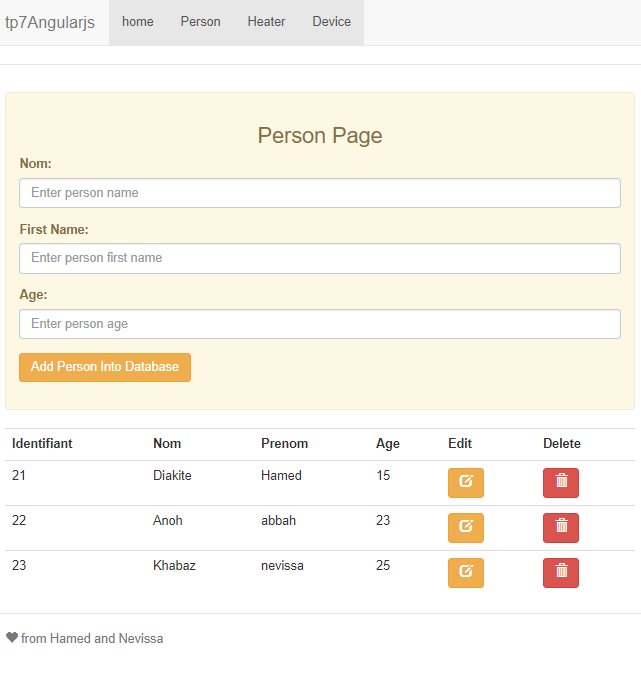 tp7Angularjs home Person Heater Device
Person Page
Nom:
Enter person name
First Name:
Enter person first name
Age:
Enter person age
Add Person Into Database
Identifiant Nom Prenom Age Edit Delete
21 Diakite Hamed 15
22 Anoh abbah 23
23 Khabaz nevissa 25
from Hamed and Nevissa